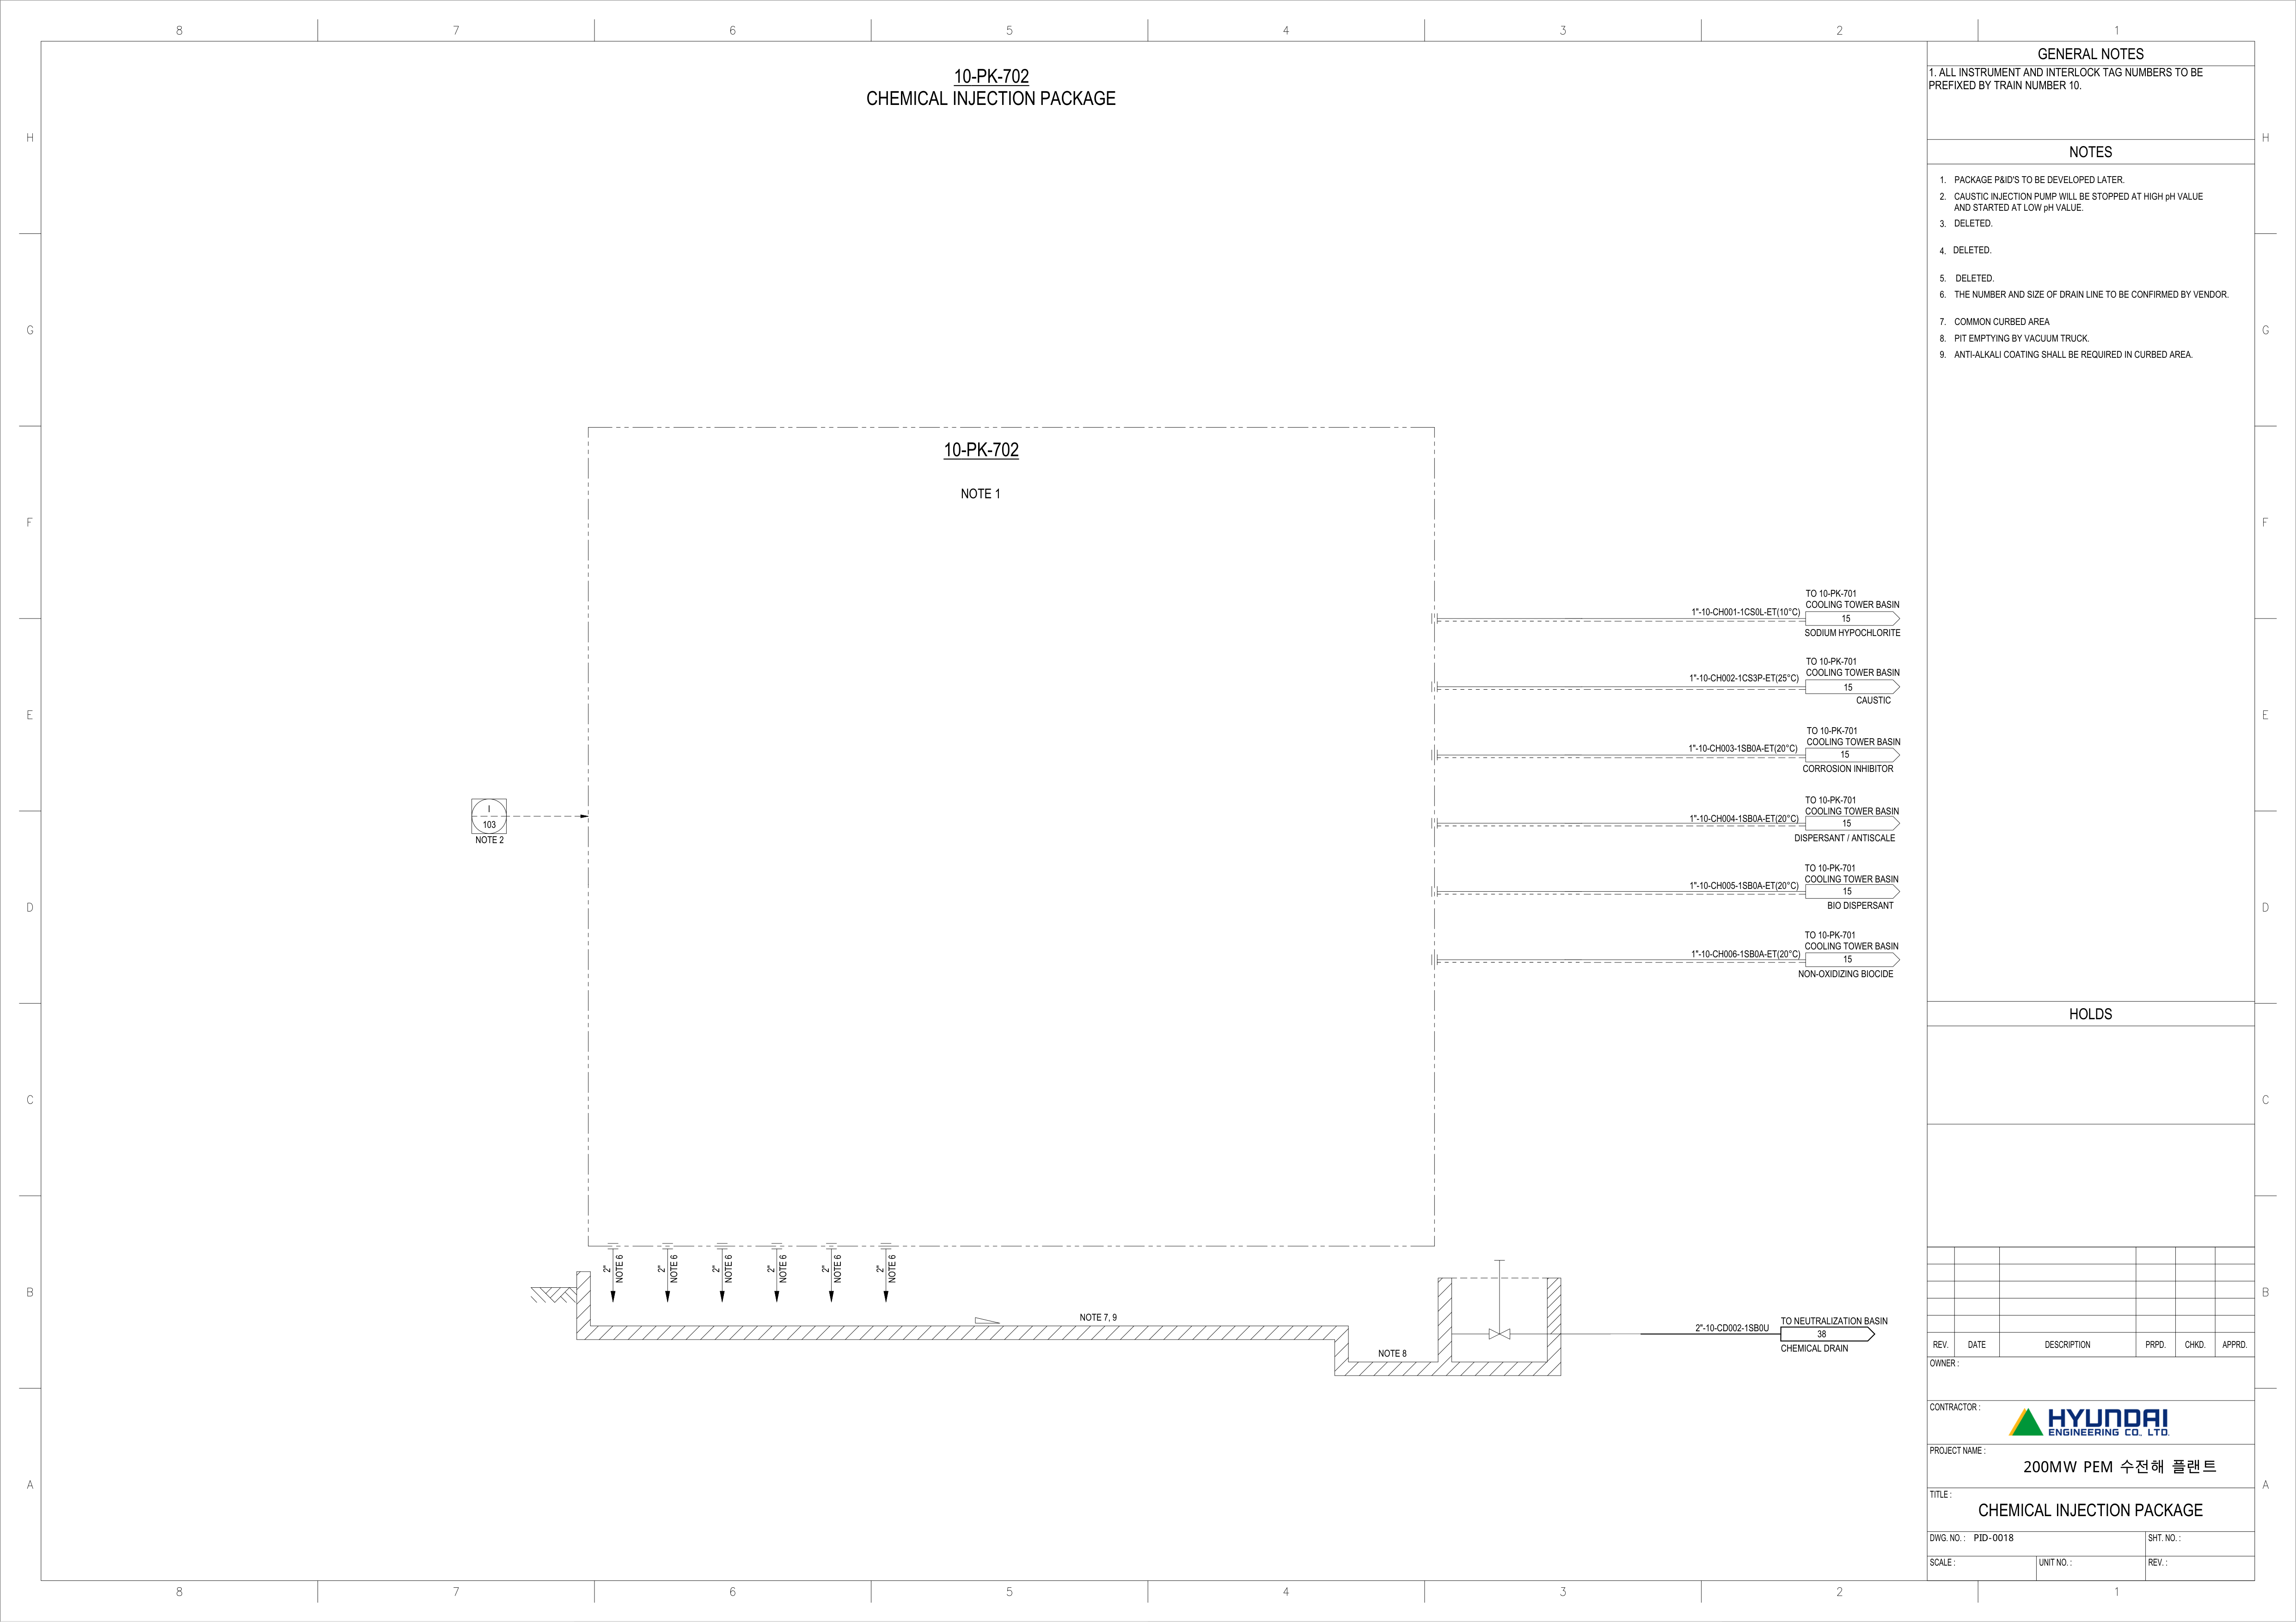 8 7 6 5 4 3 2 1
10-PK-702
CHEMICAL INJECTION PACKAGE
GENERAL NOTES
1. ALL INSTRUMENT AND INTERLOCK TAG NUMBERS TO BE
PREFIXED BY TRAIN NUMBER 10.
NOTES
1. PACKAGE P&ID'S TO BE DEVELOPED LATER.
2. CAUSTIC INJECTION PUMP WILL BE STOPPED AT HIGH pH VALUE
AND STARTED AT LOW pH VALUE.
3. DELETED.
4. DELETED.
5. DELETED.
6. THE NUMBER AND SIZE OF DRAIN LINE TO BE CONFIRMED BY VENDOR.
7. COMMON CURBED AREA
8. PIT EMPTYING BY VACUUM TRUCK.
9. ANTI-ALKALI COATING SHALL BE REQUIRED IN CURBED AREA.
H
G
F
E
D
C
B
A
10-PK-702
NOTE 1
TO 10-PK-701
COOLING TOWER BASIN
1"-10-CH001-1CS0L-ET(10°C)
15
SODIUM HYPOCHLORITE
TO 10-PK-701
COOLING TOWER BASIN
1"-10-CH002-1CS3P-ET(25°C)
15
CAUSTIC
TO 10-PK-701
COOLING TOWER BASIN
1"-10-CH003-1SB0A-ET(20°C)
15
CORROSION INHIBITOR
I
103
NOTE 2
TO 10-PK-701
COOLING TOWER BASIN
1"-10-CH004-1SB0A-ET(20°C)
15
DISPERSANT / ANTISCALE
TO 10-PK-701
COOLING TOWER BASIN
1"-10-CH005-1SB0A-ET(20°C)
15
BIO DISPERSANT
TO 10-PK-701
COOLING TOWER BASIN
1"-10-CH006-1SB0A-ET(20°C)
15
NON-OXIDIZING BIOCIDE
2"
NOTE 6
2"
NOTE 6
2"
NOTE 6
2"
NOTE 6
2"
NOTE 6
2"
NOTE 6
NOTE 7, 9
NOTE 8
2"-10-CD002-1SB0U
TO NEUTRALIZATION BASIN
38
CHEMICAL DRAIN
H
G
F
E
D
C
B
A
HOLDS
REV. DATE DESCRIPTION PRPD. CHKD. APPRD.
OWNER :
CONTRACTOR :
HYUNDAI
ENGINEERING CO., LTD.
PROJECT NAME :
200MW PEM 수전해 플랜트
TITLE :
CHEMICAL INJECTION PACKAGE
DWG. NO. : PID-0018 SHT. NO. :
SCALE : UNIT NO. : REV. :
8 7 6 5 4 3 2 1